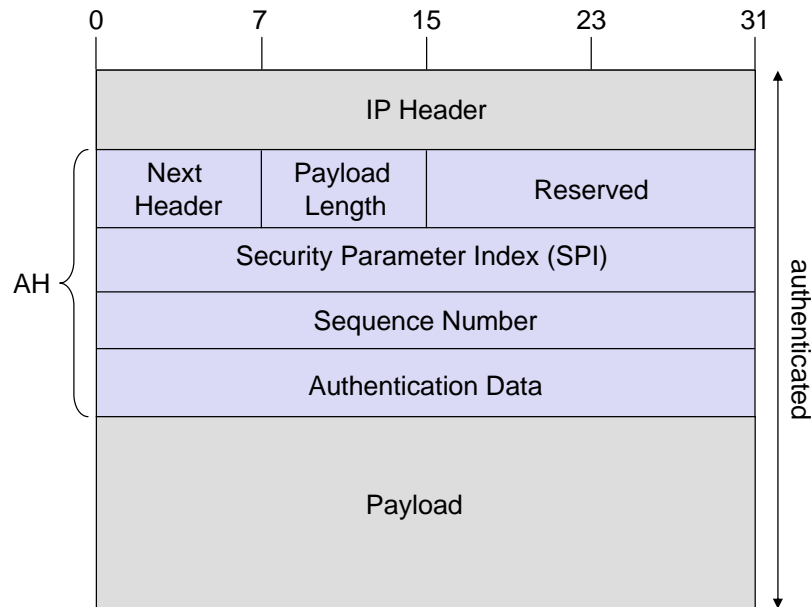 0 7 15 23 31
IP Header
Next
Header
Payload
Length
Reserved
Security Parameter Index (SPI)
AH
Sequence Number
Authentication Data
authenticated
Payload